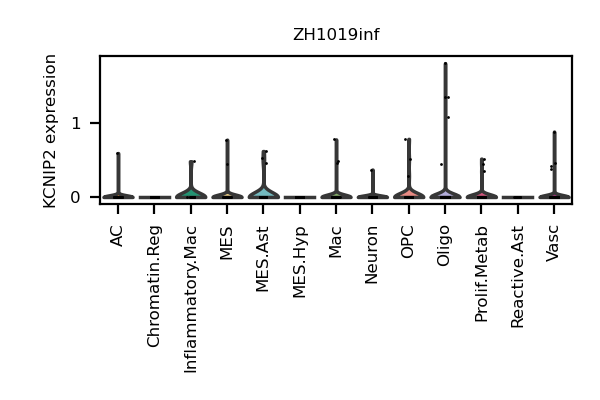 ZH1019inf
KCNIP2 expression
1
0
AC
Chromatin.Reg
Inflammatory.Mac
MES
MES.Ast
MES.Hyp
Mac
Neuron
OPC
Oligo
Prolif.Metab
Reactive.Ast
Vasc